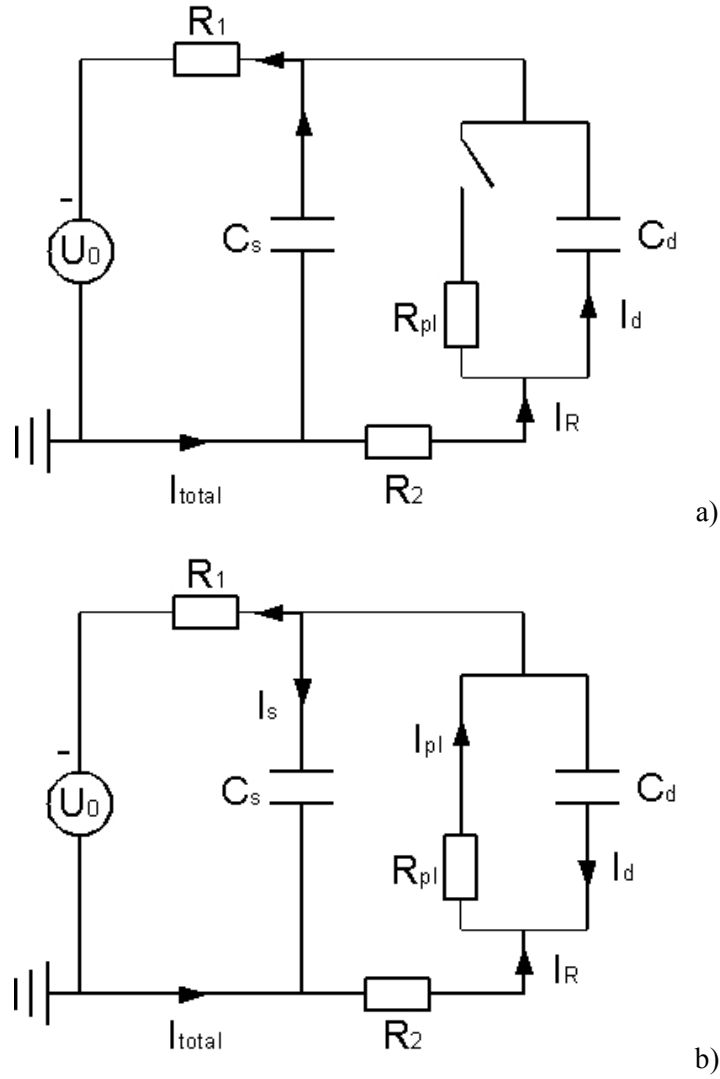 R1
-
U0
Cs
Cd
Rpl
Id
IR
Itotal
R2
a)
R1
Is
Ipl
-
U0
Cs
Cd
Rpl
Id
IR
Itotal
R2
b)